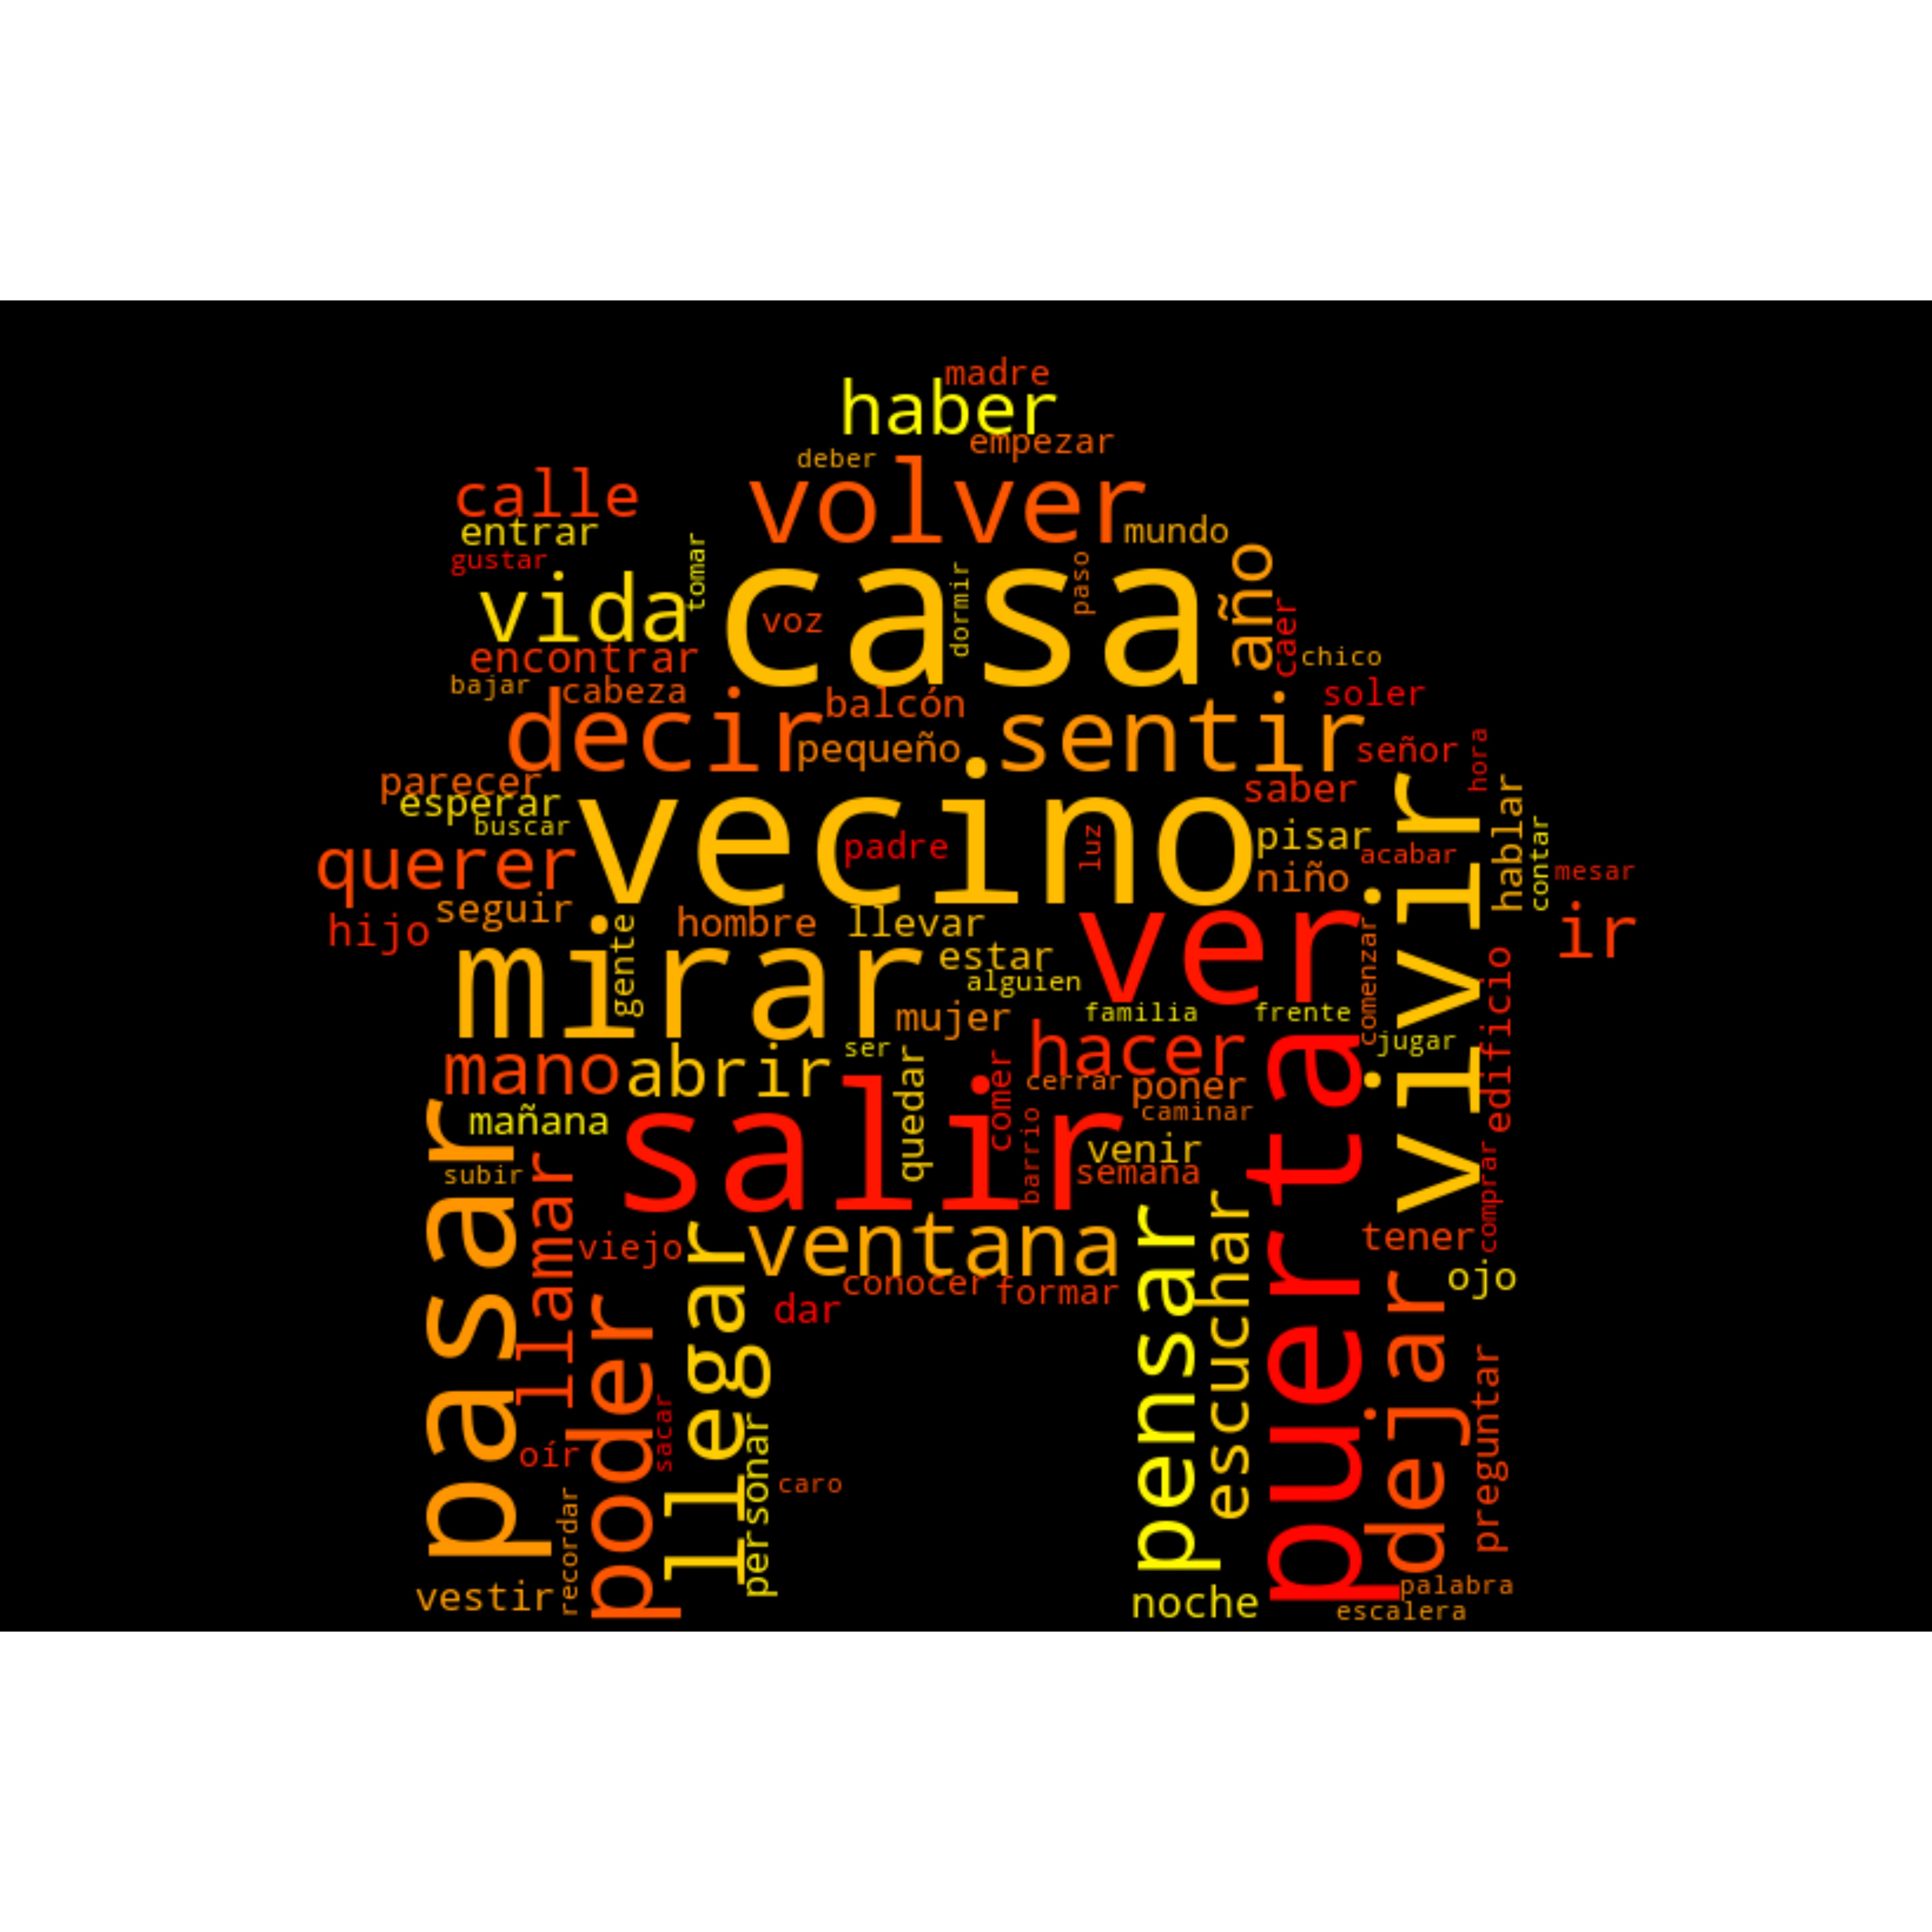 madre
haber
empezar
deber
calle
volver
entrar
mundo
gustar
tomar
paso
vida
casa
voz
dormir
año
caer
encontrar
chico
bajar
cabeza
balcón
soler
decir
pequeño
sentir
señor
hora
parecer
esperar
saber
buscar
vecino
padre
luz
pisar
acabar
vivir
hablar
contar
querer
niño
mesar
seguir
hijo
hombre
llevar
ver
ir
mirar
gente
estar
alguien
comenzar
mujer
familia
frente
edificio
jugar
mano
abrir
ser
hacer
quedar
comer
cerrar
poner
caminar
mañana
salir
barrio
venir
semana
puerta
pasar
subir
llamar
comprar
viejo
ventana
pensar
escuchar
tener
conocer
formar
ojo
dar
llegar
poder
dejar
preguntar
sacar
oír
personar
caro
recordar
vestir
noche
palabra
escalera